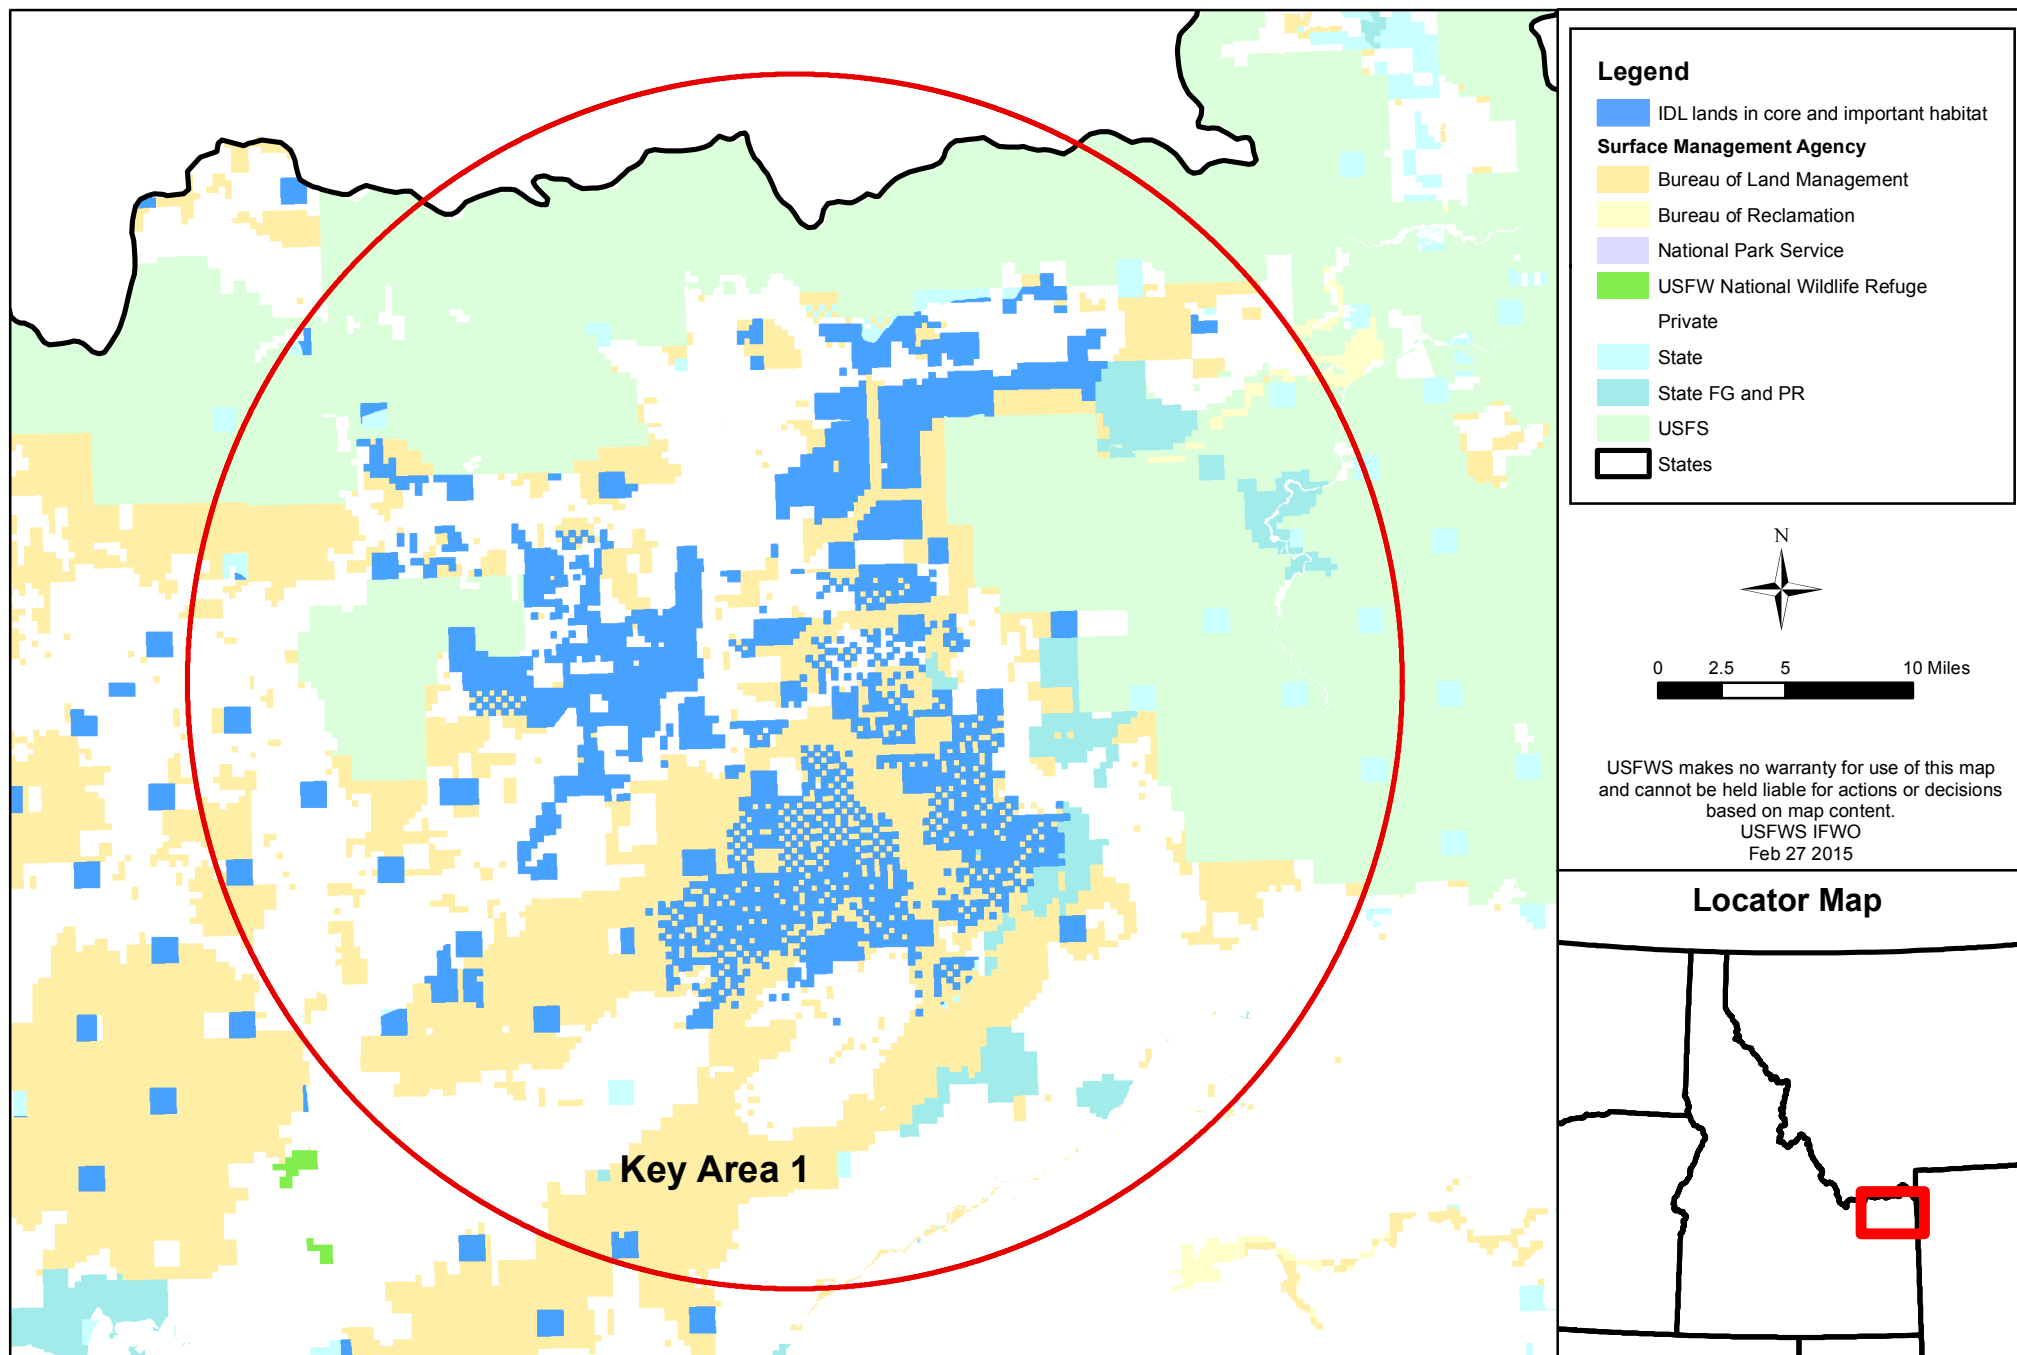 Key Area 1
Legend
IDL lands in core and important habitat
Surface Management Agency
Bureau of Land Management
Bureau of Reclamation
National Park Service
USFW National Wildlife Refuge
Private
State
State FG and PR
USFS
States
N
0 2.5 5 10 Miles
USFWS makes no warranty for use of this map
and cannot be held liable for actions or decisions
based on map content.
USFWS IFWO
Feb 27 2015
Locator Map